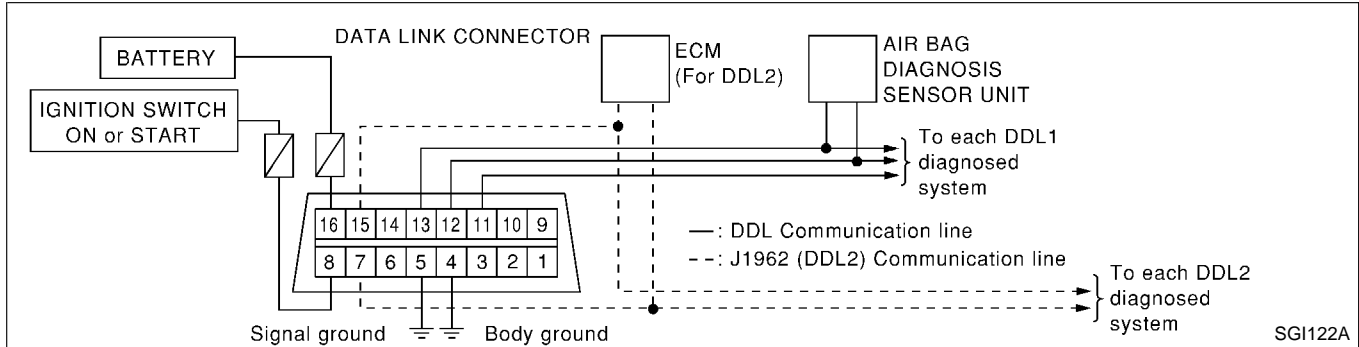 DATA LINK CONNECTOR
BATTERY
IGNITION SWITCH
ON or START
ECM
(For DDL2)
AIR BAG
DIAGNOSIS
SENSOR UNIT
To each DDL1
diagnosed
system
16 15 14 13 12 11 10 9
8 7 6 5 4 3 2 1
—: DDL Communication line
--: J1962 (DDL2) Communication line
To each DDL2
diagnosed
system
Signal ground
Body ground
SGI122A